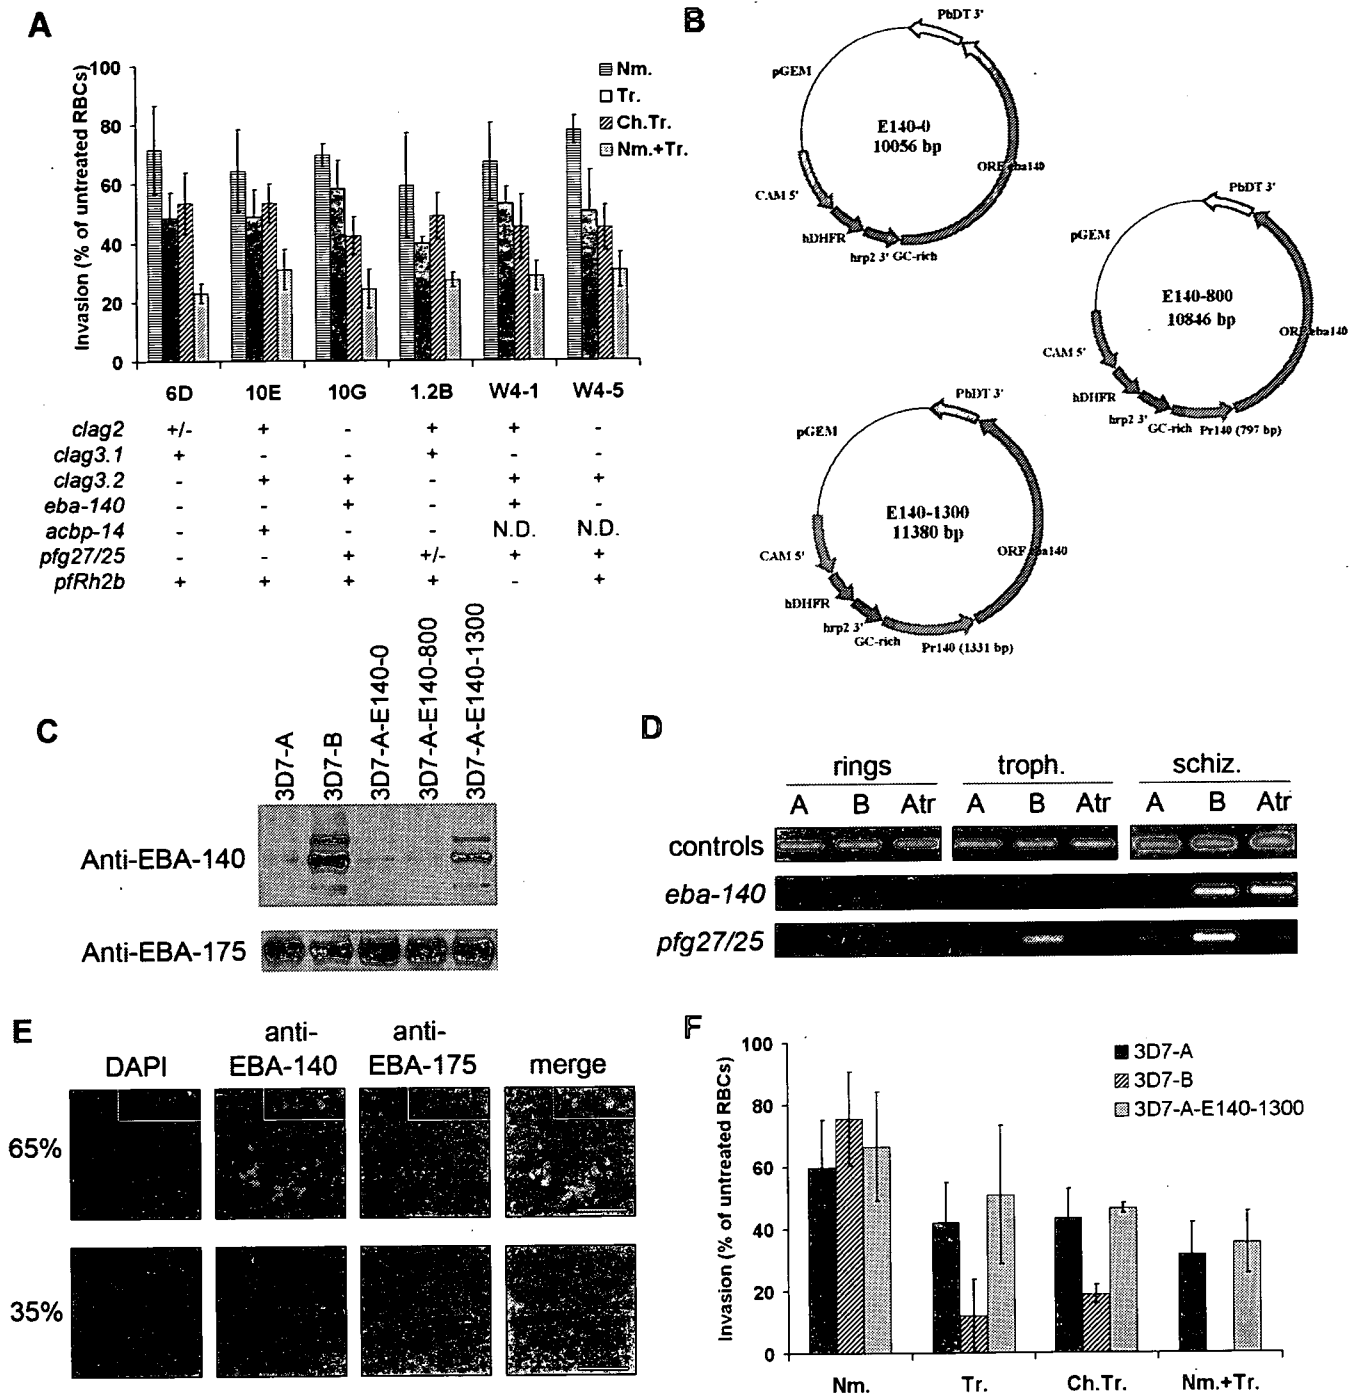 A
Invasion (% of untreated RBCs)
100
80
60
40
20
0
Nm.
Tr.
Ch.Tr.
Nm.+Tr.
6D 10E 10G 1.2B W4-1 W4-5
clag2 +/- + - + + -
clag3.1 + - - + - -
clag3.2 - + + - + +
eba-140 - - + - + -
acbp-14 - + - - N.D. N.D.
pfg27/25 - - + +/- + +
pfRh2b + + + + - +
B
PbDT 3'
pGEM
E140-0
10056 bp
ORF eba140
CAM 5'
hDHFR
hrp2 3' GC-rich
PbDT 3'
pGEM
E140-800
10846 bp
ORF eba140
CAM 5'
hDHFR
hrp2 3' GC-rich Pr140 (797 bp)
PbDT 3'
pGEM
E140-1300
11380 bp
ORF eba140
CAM 5'
hDHFR
hrp2 3'
GC-rich
Pr140 (1331 bp)
C
3D7-A
3D7-B
3D7-A-E140-0
3D7-A-E140-800
3D7-A-E140-1300
Anti-EBA-140
Anti-EBA-175
D
rings troph. schiz.
A B Atr A B Atr A B Atr
controls
eba-140
pfg27/25
E
DAPI
anti-
EBA-140
anti-
EBA-175
merge
65%
35%
F
Invasion (% of untreated RBCs)
100
80
60
40
20
0
3D7-A
3D7-B
3D7-A-E140-1300
Nm. Tr. Ch.Tr. Nm.+Tr.